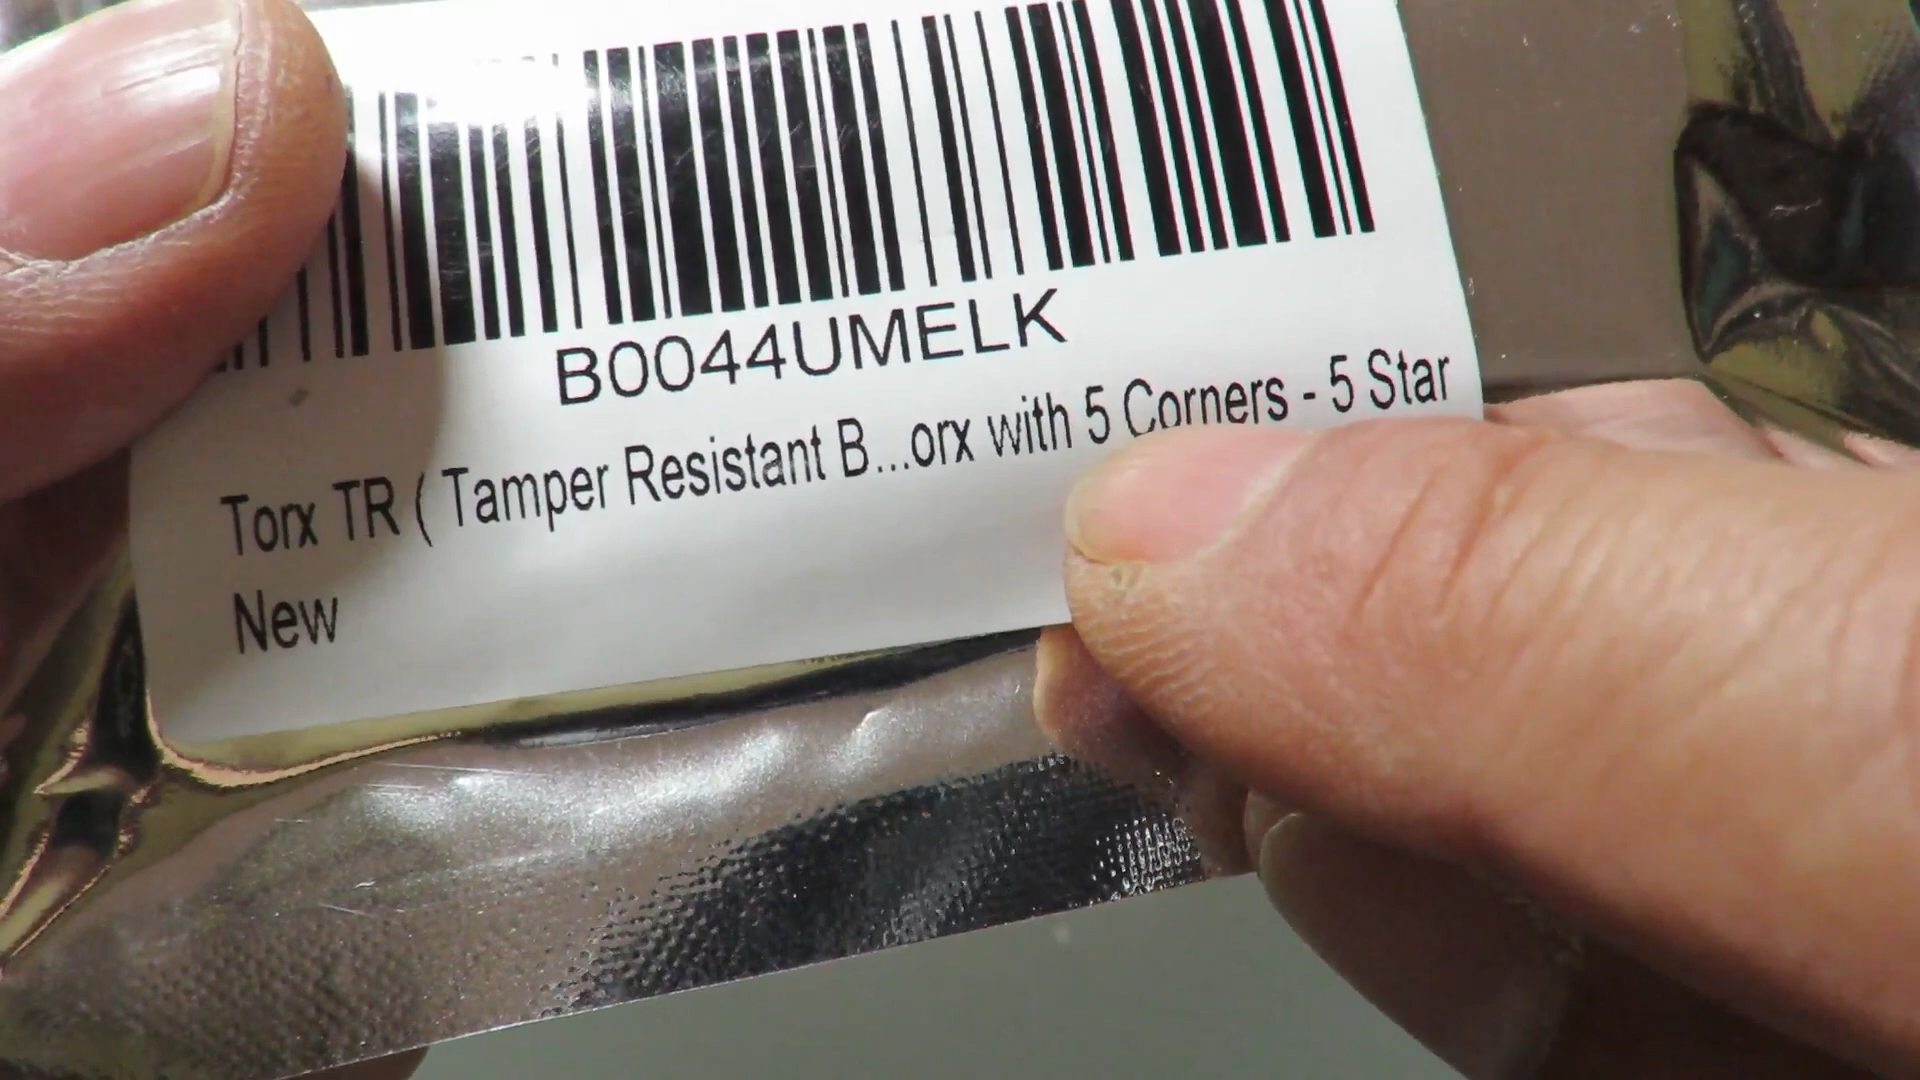 B0044UMELK
Torx TR ( Tamper Resistant B...orx with 5 Corners - 5 Star
New